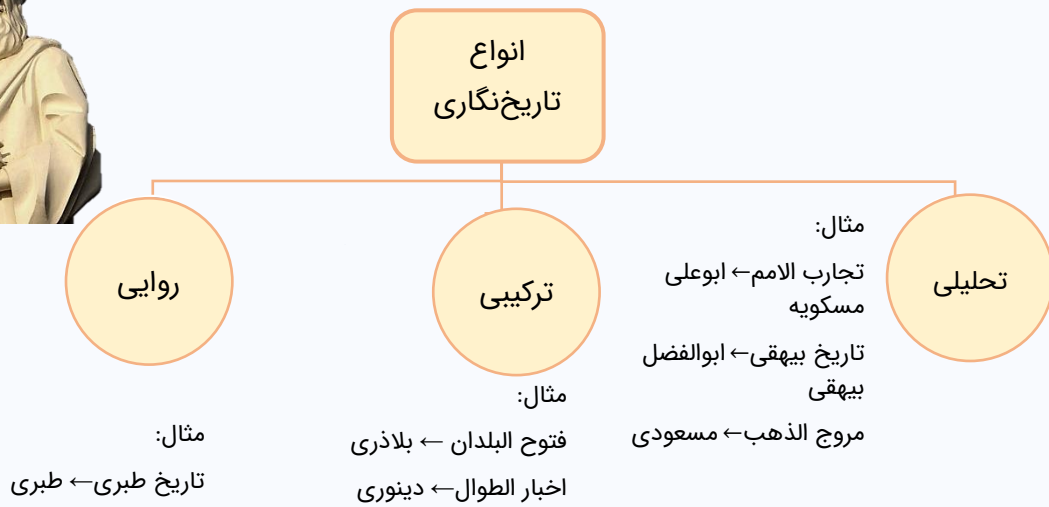 انواع
تاریخ‌نگاری
تحلیلی
مثال:
تجارب الامم← ابوعلی
مسکویه
تاریخ بیهقی← ابوالفضل
بیهقی
مروج الذهب← مسعودی
ترکیبی
مثال:
فتوح البلدان ← بلاذری
اخبار الطوال← دینوری
روایی
مثال:
تاریخ طبری← طبری